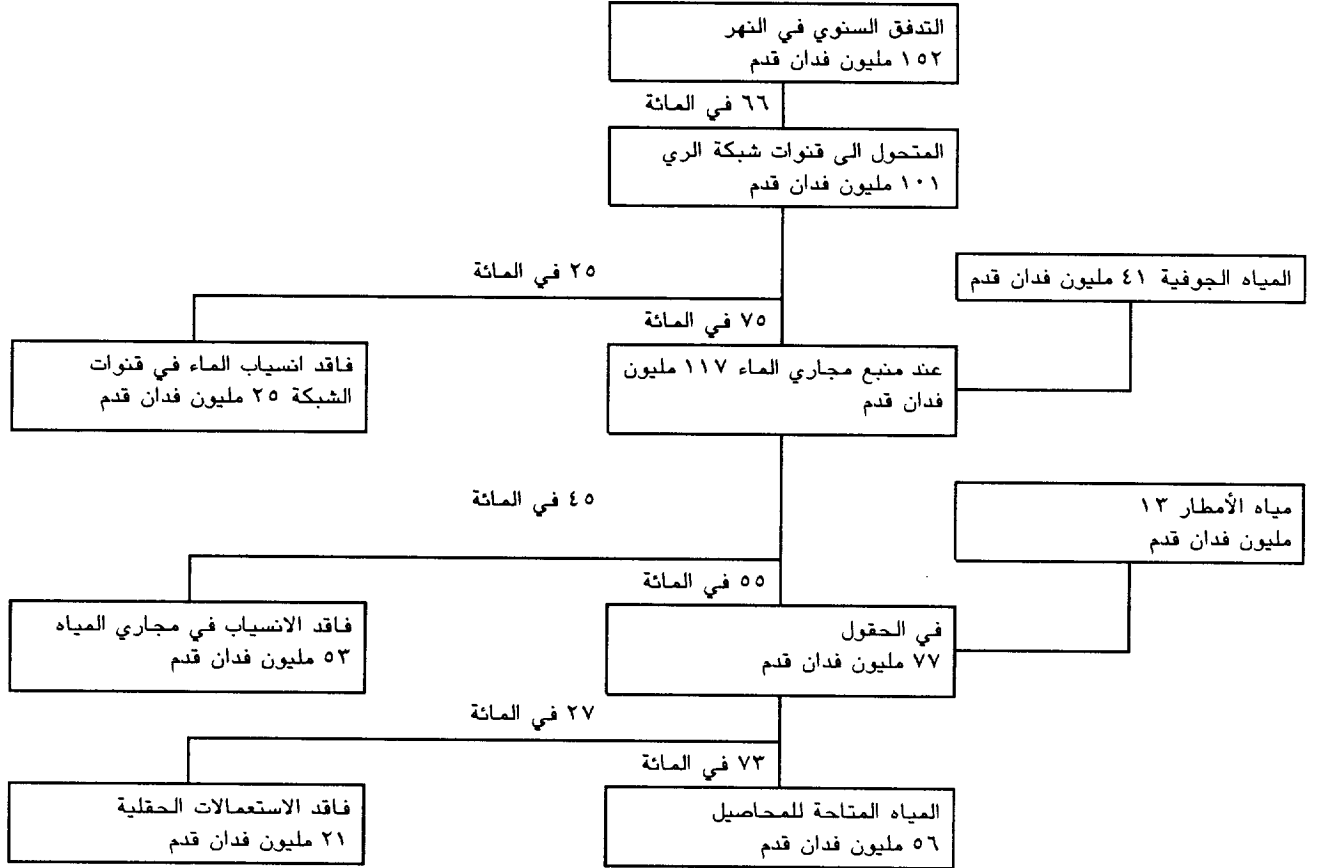 التدفق السنوي في النهر
١٥٢ مليون فدان قدم
٦٦ في المائة
المتحول الى قنوات شبكة الري
١٠١ مليون فدان قدم
٢٥ في المائة
المياه الجوفية ٤١ مليون فدان قدم
٧٥ في المائة
فاقد انسياب الماء في قنوات
الشبكة ٢٥ مليون فدان قدم
عند منبع مجاري الماء ١١٧ مليون
فدان قدم
٤٥ في المائة
مياه الأمطار ١٣
مليون فدان قدم
٥٥ في المائة
فاقد الانسياب في مجاري المياه
٥٣ مليون فدان قدم
في الحقول
٧٧ مليون فدان قدم
٢٧ في المائة
٧٣ في المائة
فاقد الاستعمالات الحقلية
٢١ مليون فدان قدم
المياه المتاحة للمحاصيل
٥٦ مليون فدان قدم